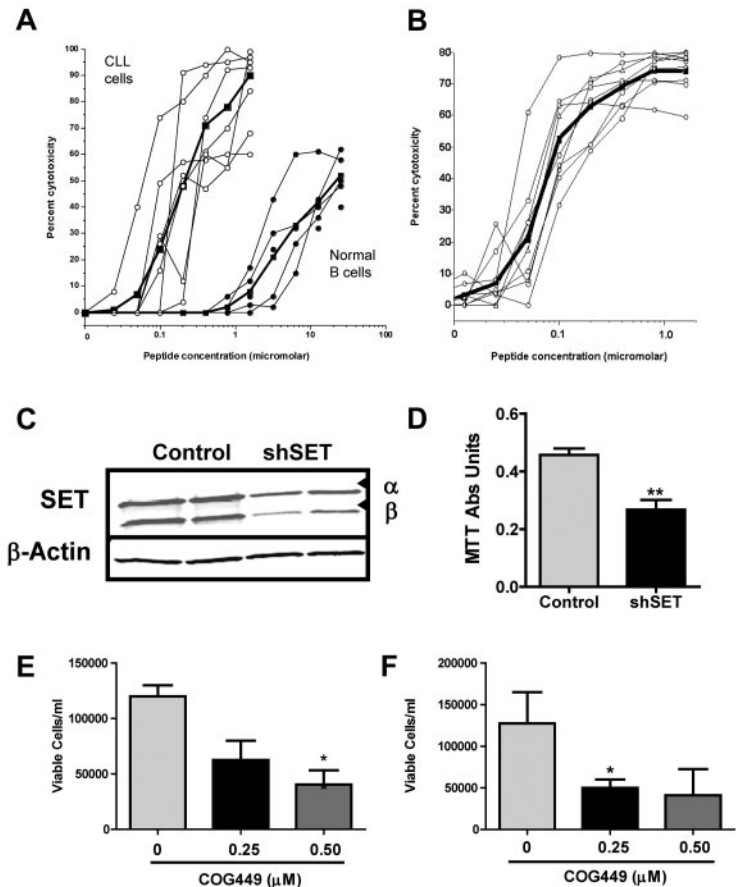 A
B
CLL
cells
Normal
B cells
Percent cytotoxicity
100
90
80
70
60
50
40
30
20
10
0
0
0.1
1
10
100
Peptide concentration (micromolar)
Percent cytotoxicity
80
70
60
50
40
30
20
10
0
0
0.1
1.0
Peptide concentration (micromolar)
C
D
Control shSET
SET
α
β
β-Actin
MTT Abs Units
0.6
0.4
0.2
0.0
**
Control shSET
E
F
Viable Cells/ml
150000
100000
50000
0
*
*
0 0.25 0.50
COG449 (μM)
Viable Cells/ml
200000
150000
100000
50000
0
*
0 0.25 0.50
COG449 (μM)